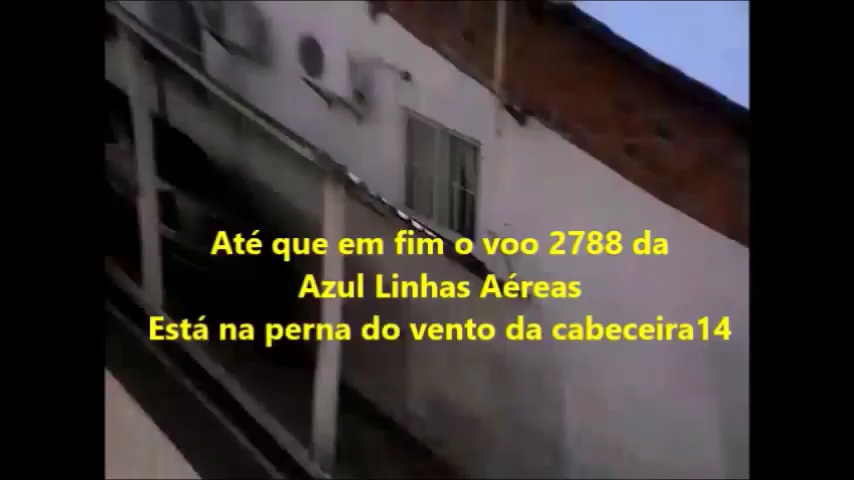 Até que em fim o voo 2788 da
Azul Linhas Aéreas
Está na perna do vento da cabeceira14